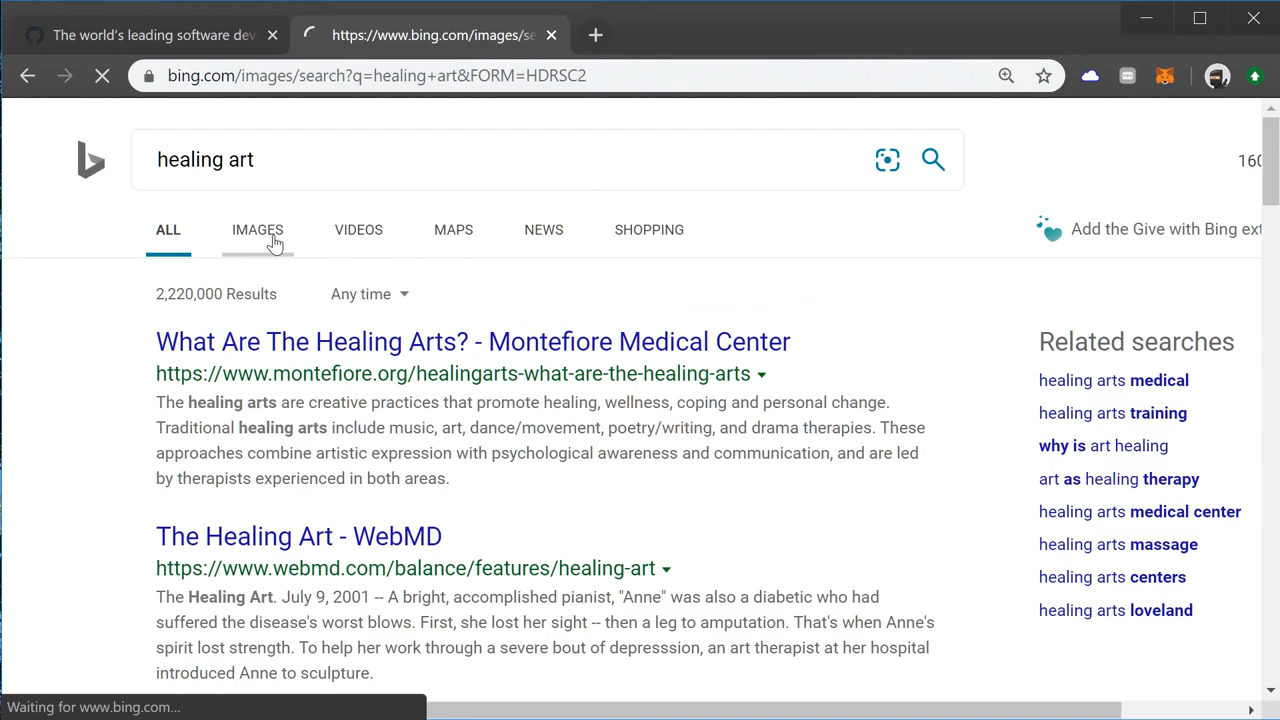 The world's leading software dev
https://www.bing.com/images/se
bing.com/images/search?q=healing+art&FORM=HDRSC2
healing art
160
ALL IMAGES VIDEOS MAPS NEWS SHOPPING
Add the Give with Bing ext
2,220,000 Results Any time
What Are The Healing Arts? - Montefiore Medical Center
https://www.montefiore.org/healingarts-what-are-the-healing-arts
The healing arts are creative practices that promote healing, wellness, coping and personal change.
Traditional healing arts include music, art, dance/movement, poetry/writing, and drama therapies. These
approaches combine artistic expression with psychological awareness and communication, and are led
by therapists experienced in both areas.
The Healing Art - WebMD
https://www.webmd.com/balance/features/healing-art
The Healing Art. July 9, 2001 -- A bright, accomplished pianist, "Anne" was also a diabetic who had
suffered the disease's worst blows. First, she lost her sight -- then a leg to amputation. That's when Anne's
spirit lost strength. To help her work through a severe bout of depresssion, an art therapist at her hospital
introduced Anne to sculpture.
Related searches
healing arts medical
healing arts training
why is art healing
art as healing therapy
healing arts medical center
healing arts massage
healing arts centers
healing arts loveland
Waiting for www.bing.com...